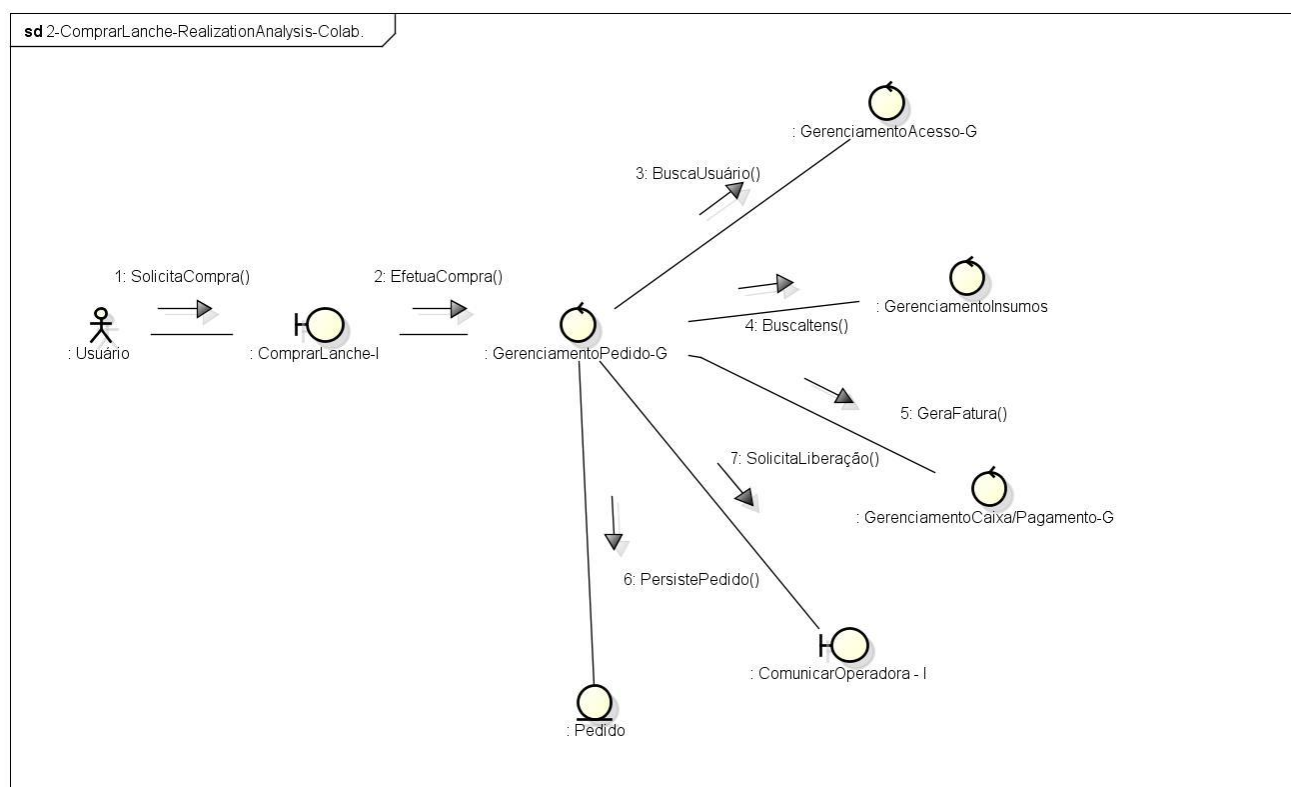 sd 2-ComprarLanche-RealizationAnalysis-Colab.
: GerenciamentoAcesso-G
3: BuscaUsuário()
1: SolicitaCompra()
2: EfetuaCompra()
: GerenciamentoInsumos
4: BuscaItens()
: Usuário
: ComprarLanche-I
: GerenciamentoPedido-G
5: GeraFatura()
7: SolicitaLiberação()
: GerenciamentoCaixa/Pagamento-G
6: PersistePedido()
: ComunicarOperadora - I
: Pedido